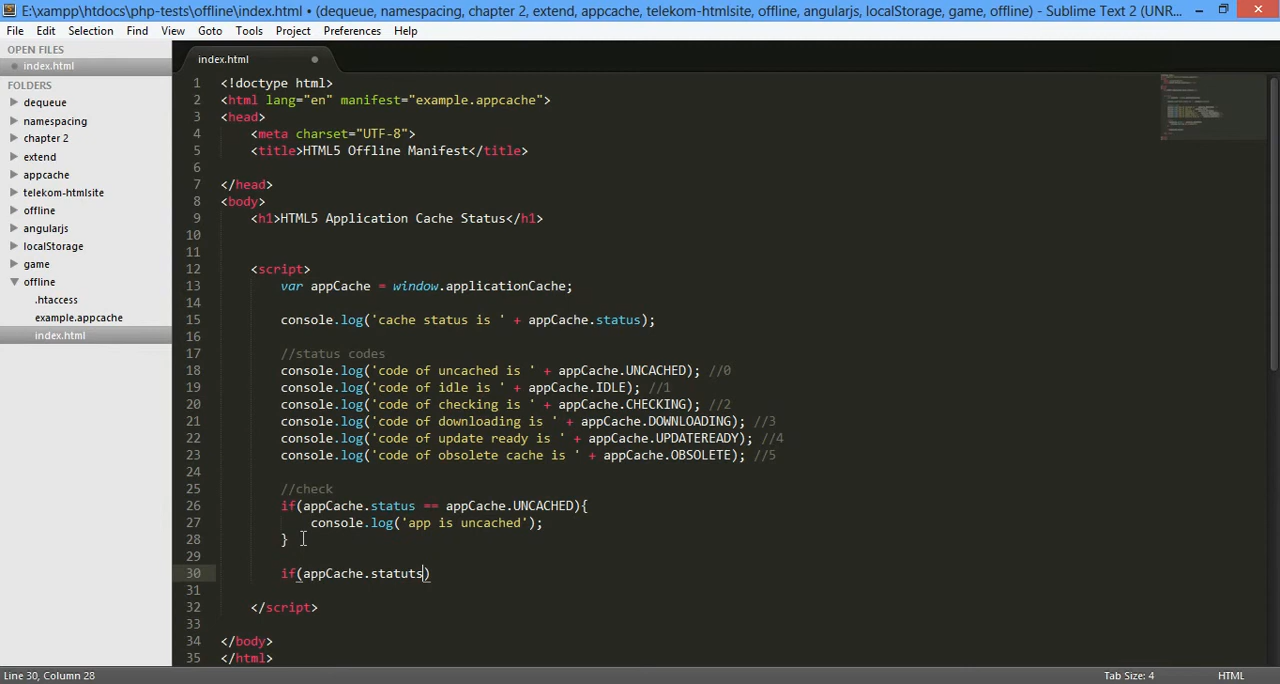 E:\xampp\htdocs\php-tests\offline\index.html • (dequeue, namespacing, chapter 2, extend, appcache, telekom-htmlsite, offline, angularjs, localStorage, game, offline) - Sublime Text 2 (UNR...
File Edit Selection Find View Goto Tools Project Preferences Help
OPEN FILES
index.html
FOLDERS
dequeue
namespacing
chapter 2
extend
appcache
telekom-htmlsite
offline
angularjs
localStorage
game
offline
.htaccess
example.appcache
index.html
index.html
1 <!doctype html>
2 <html lang="en" manifest="example.appcache">
3 <head>
4 <meta charset="UTF-8">
5 <title>HTML5 Offline Manifest</title>
6
7 </head>
8 <body>
9 <h1>HTML5 Application Cache Status</h1>
10
11
12 <script>
13 var appCache = window.applicationCache;
14
15 console.log('cache status is ' + appCache.status);
16
17 //status codes
18 console.log('code of uncached is ' + appCache.UNCACHED); //0
19 console.log('code of idle is ' + appCache.IDLE); //1
20 console.log('code of checking is ' + appCache.CHECKING); //2
21 console.log('code of downloading is ' + appCache.DOWNLOADING); //3
22 console.log('code of update ready is ' + appCache.UPDATEREADY); //4
23 console.log('code of obsolete cache is ' + appCache.OBSOLETE); //5
24
25 //check
26 if(appCache.status == appCache.UNCACHED){
27 console.log('app is uncached');
28 }
29
30 if(appCache.statuts)
31
32 </script>
33
34 </body>
35 </html>
Line 30, Column 28
Tab Size: 4
HTML